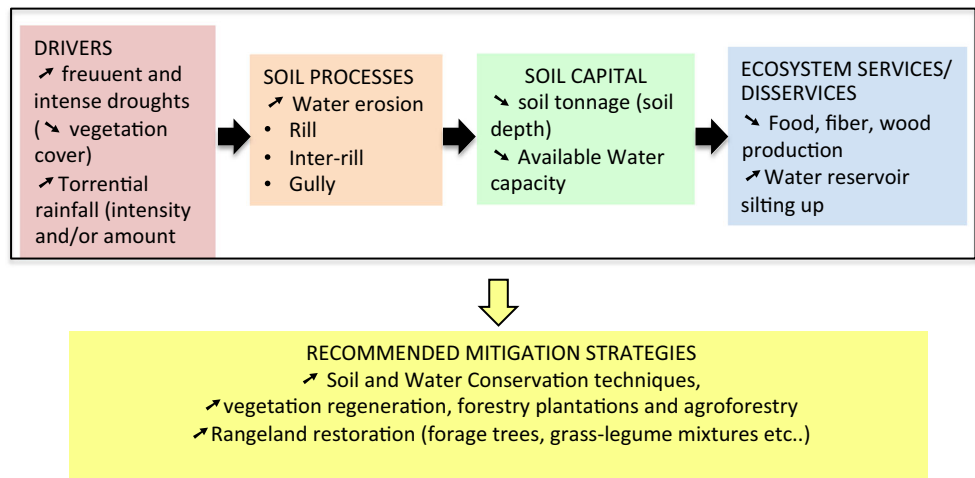 DRIVERS
↗ freuuent and
intense droughts
( ↘ vegetation
cover)
↗ Torrential
rainfall (intensity
and/or amount
SOIL PROCESSES
↗ Water erosion
• Rill
• Inter-rill
• Gully
SOIL CAPITAL
↘ soil tonnage (soil
depth)
↘ Available Water
capacity
ECOSYSTEM SERVICES/
DISSERVICES
↘ Food, fiber, wood
production
↗ Water reservoir
silting up
RECOMMENDED MITIGATION STRATEGIES
↗ Soil and Water Conservation techniques,
↗ vegetation regeneration, forestry plantations and agroforestry
↗ Rangeland restoration (forage trees, grass-legume mixtures etc..)